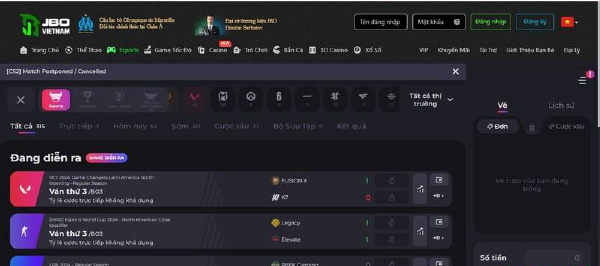 JBO
VIETNAM
Câu lạc bộ Olympique de Marseille
Đối tác chính thức tại Châu Á
Đại sứ thương hiệu JBO
Dimitar Berbatov
Tên đăng nhập
Mật khẩu
Đăng nhập
Đăng ký
Trang Chủ
Thể Thao
Esports
Game Tốc Độ
Casino
Trò Chơi
Bắn Cá
3D Casino
Xổ Số
VIP
Khuyến Mãi
Tài Trợ
Giới Thiệu Bạn Bè
Đại lý
[CS2] Match Postponed / Cancelled
Esports
Tất cả thị
trường
Vé
Lịch sử
Tất cả 315
Trực tiếp
Hôm nay
Sớm
Cược xâu
Bộ Sưu Tập
Kết quả
Đơn
Cược xâu
Đang diễn ra
ĐANG DIỄN RA
VCT 2024: Game Changers Latin America North
Opening - Regular Season
Ván thứ 3 /BO3
Tỷ lệ cược trực tiếp không khả dụng
FUSION X
1
K7
0
Vé cược của bạn đang
trống
Esports World Cup 2024 - North American Close
Qualifier
Ván thứ 3 /BO3
Tỷ lệ cược trực tiếp không khả dụng
Legacy
1
Elevate
1
Số tiền
0
2024 - Regular Season
Gaming